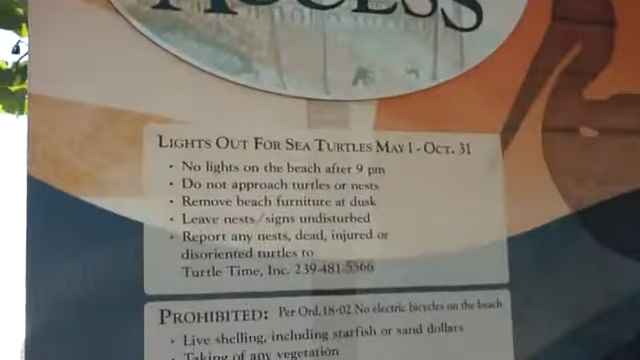 ACCESS
LIGHTS OUT FOR SEA TURTLES MAY 1 - OCT. 31
• No lights on the beach after 9 pm
• Do not approach turtles or nests
• Remove beach furniture at dusk
• Leave nests/signs undisturbed
• Report any nests, dead, injured or
disoriented turtles to
Turtle Time, Inc. 239-481-5566
PROHIBITED: Per Ord. 18-02 No electric bicycles on the beach
• Live shelling, including starfish or sand dollars
• Taking of any vegetation